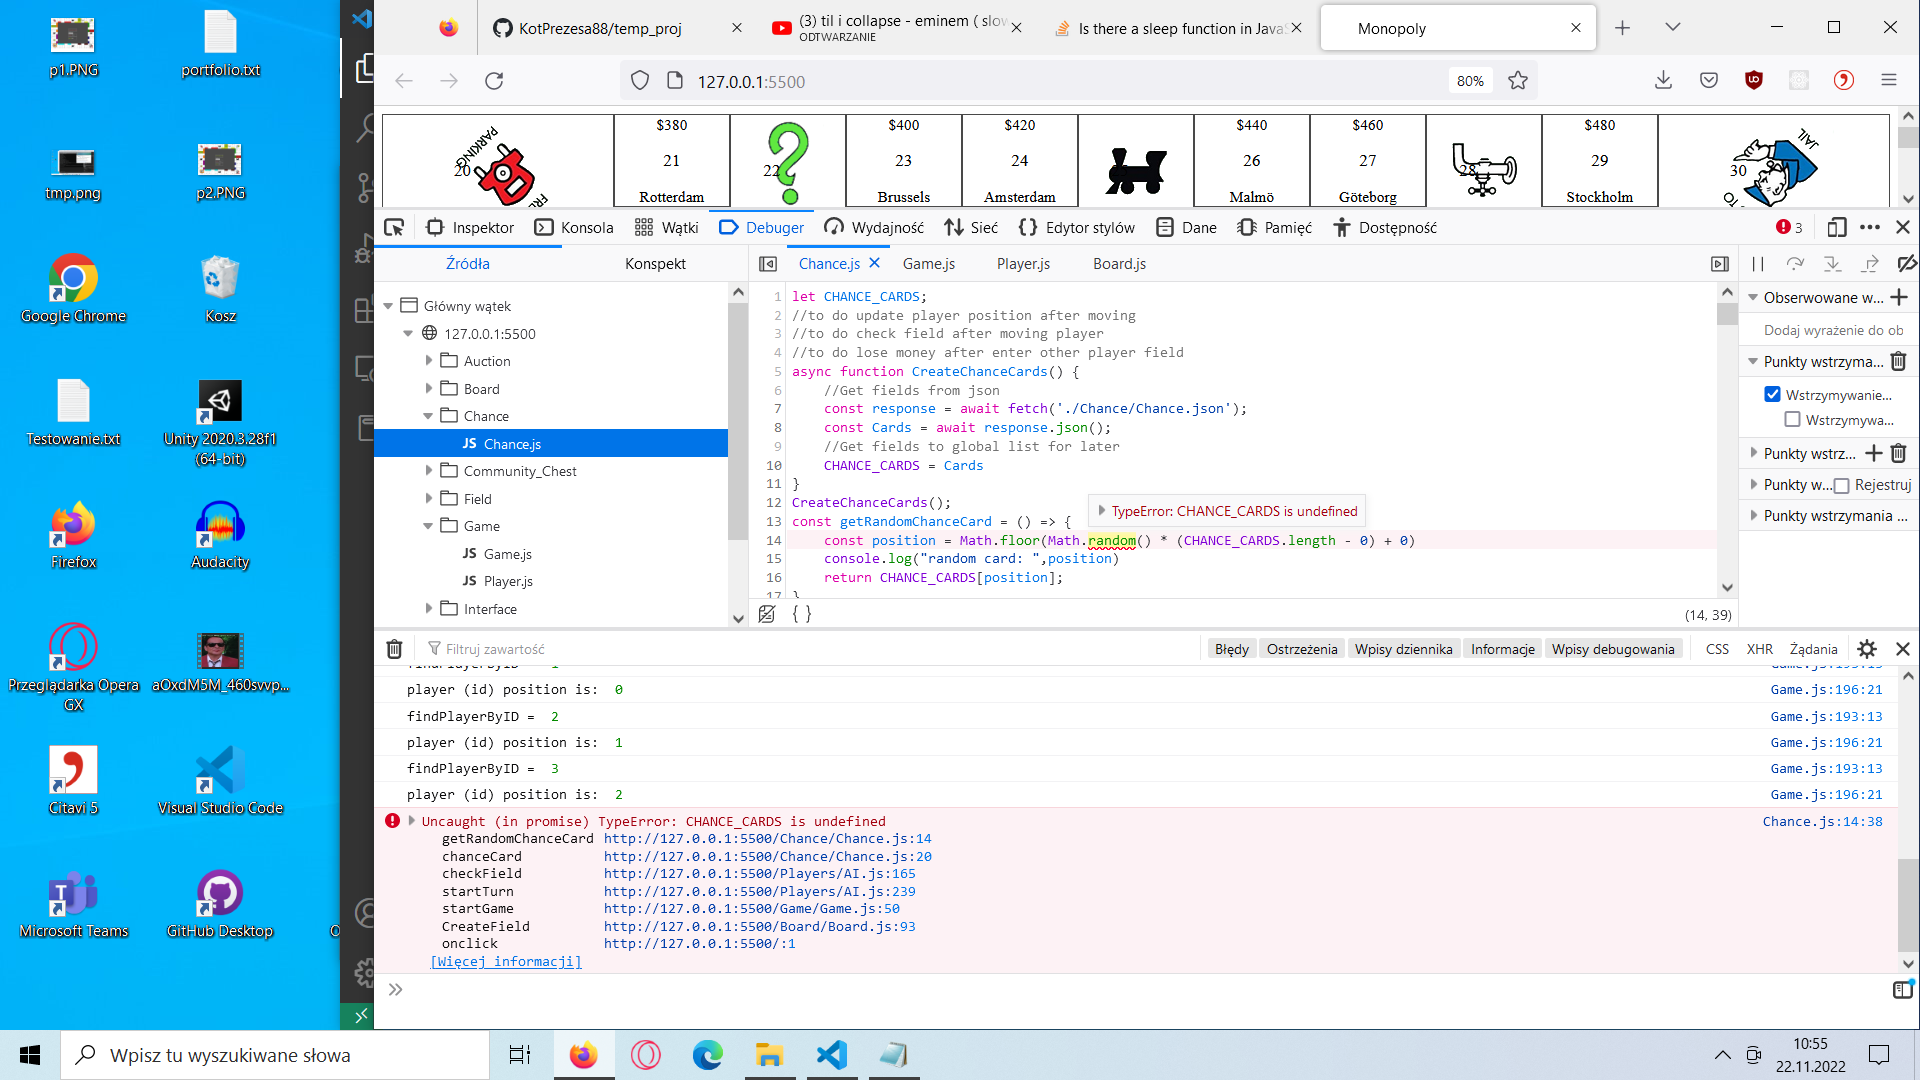 p1.PNG
portfolio.txt
tmp.png
p2.PNG
Google Chrome
Kosz
Testowanie.txt
Unity 2020.3.28f1
(64-bit)
Firefox
Audacity
Przeglądarka Opera
GX
aOxdM5M_460svvp...
Citavi 5
Visual Studio Code
Microsoft Teams
GitHub Desktop
KotPrezesa88/temp_proj
(3) til i collapse - eminem ( slow
ODTWARZANIE
Is there a sleep function in JavaS
Monopoly
127.0.0.1:5500
80%
20
PARKING
$380
21
Rotterdam
22
$400
23
Brussels
$420
24
Amsterdam
$440
26
Malmö
$460
27
Göteborg
28
$480
29
Stockholm
30
JAIL
Inspektor
Konsola
Wątki
Debuger
Wydajność
Sieć
Edytor stylów
Dane
Pamięć
Dostępność
3
Źródła
Konspekt
Chance.js
Game.js
Player.js
Board.js
Główny wątek
127.0.0.1:5500
Auction
Board
Chance
JS Chance.js
Community_Chest
Field
Game
JS Game.js
JS Player.js
Interface
1 let CHANCE_CARDS;
2 //to do update player position after moving
3 //to do check field after moving player
4 //to do lose money after enter other player field
5 async function CreateChanceCards() {
6 //Get fields from json
7 const response = await fetch('./Chance/Chance.json');
8 const Cards = await response.json();
9 //Get fields to global list for later
10 CHANCE_CARDS = Cards
11 }
12 CreateChanceCards();
13 const getRandomChanceCard = () => {
TypeError: CHANCE_CARDS is undefined
14 const position = Math.floor(Math.random() * (CHANCE_CARDS.length - 0) + 0)
15 console.log("random card: ",position)
16 return CHANCE_CARDS[position];
17 }
{ }
(14, 39)
Obserwowane w...
Dodaj wyrażenie do ob
Punkty wstrzyma...
Wstrzymywanie...
Wstrzymywa...
Punkty wstrz...
Punkty w...
Rejestruj
Punkty wstrzymania ...
Filtruj zawartość
Błędy
Ostrzeżenia
Wpisy dziennika
Informacje
Wpisy debugowania
CSS
XHR
Żądania
findPlayerByID = 1 Game.js:193:13
player (id) position is: 0 Game.js:196:21
findPlayerByID = 2 Game.js:193:13
player (id) position is: 1 Game.js:196:21
findPlayerByID = 3 Game.js:193:13
player (id) position is: 2 Game.js:196:21
Uncaught (in promise) TypeError: CHANCE_CARDS is undefined Chance.js:14:38
getRandomChanceCard http://127.0.0.1:5500/Chance/Chance.js:14
chanceCard http://127.0.0.1:5500/Chance/Chance.js:20
checkField http://127.0.0.1:5500/Players/AI.js:165
startTurn http://127.0.0.1:5500/Players/AI.js:239
startGame http://127.0.0.1:5500/Game/Game.js:50
CreateField http://127.0.0.1:5500/Board/Board.js:93
onclick http://127.0.0.1:5500/:1
[Więcej informacji]
Wpisz tu wyszukiwane słowa
10:55
22.11.2022